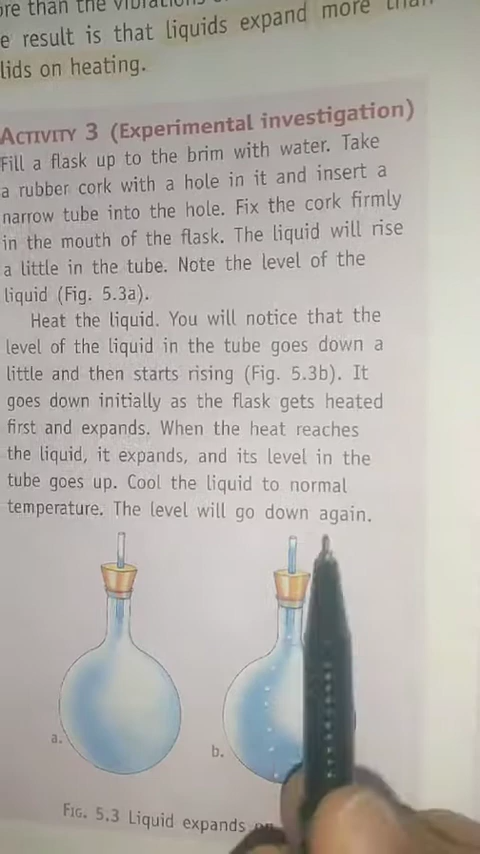 than the vibrations
e result is that liquids expand more than
lids on heating.
ACTIVITY 3 (Experimental investigation)
Fill a flask up to the brim with water. Take
a rubber cork with a hole in it and insert a
narrow tube into the hole. Fix the cork firmly
in the mouth of the flask. The liquid will rise
a little in the tube. Note the level of the
liquid (Fig. 5.3a).
Heat the liquid. You will notice that the
level of the liquid in the tube goes down a
little and then starts rising (Fig. 5.3b). It
goes down initially as the flask gets heated
first and expands. When the heat reaches
the liquid, it expands, and its level in the
tube goes up. Cool the liquid to normal
temperature. The level will go down again.
a.
b.
FIG. 5.3 Liquid expands